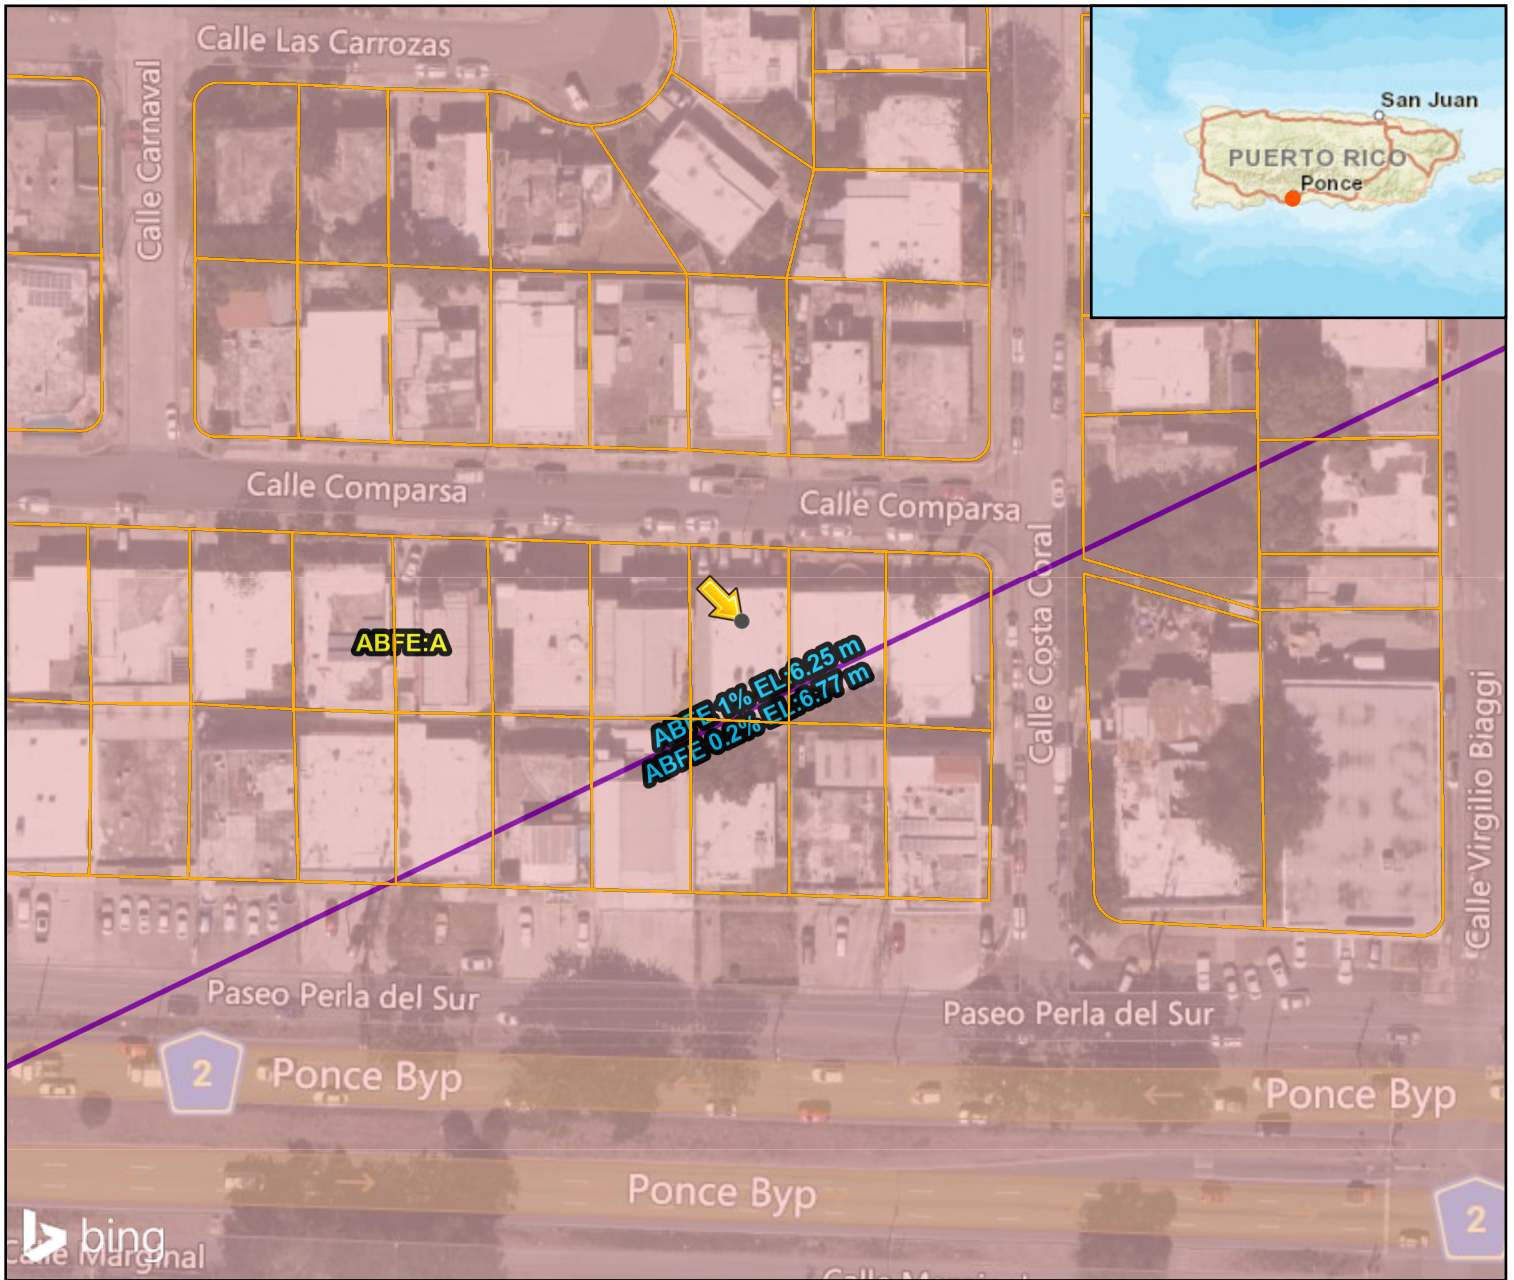 Calle Las Carrozas
Calle Carnaval
San Juan
PUERTO RICO
Ponce
Calle Comparsa
Calle Comparsa
Calle Costa Coral
ABFE:A
ABFE 1% EL:6.25 m
ABFE 0.2% EL:6.77 m
Calle Virgilio Biaggi
Paseo Perla del Sur
Paseo Perla del Sur
2
Ponce Byp
Ponce Byp
Ponce Byp
2
bing
Calle Marginal